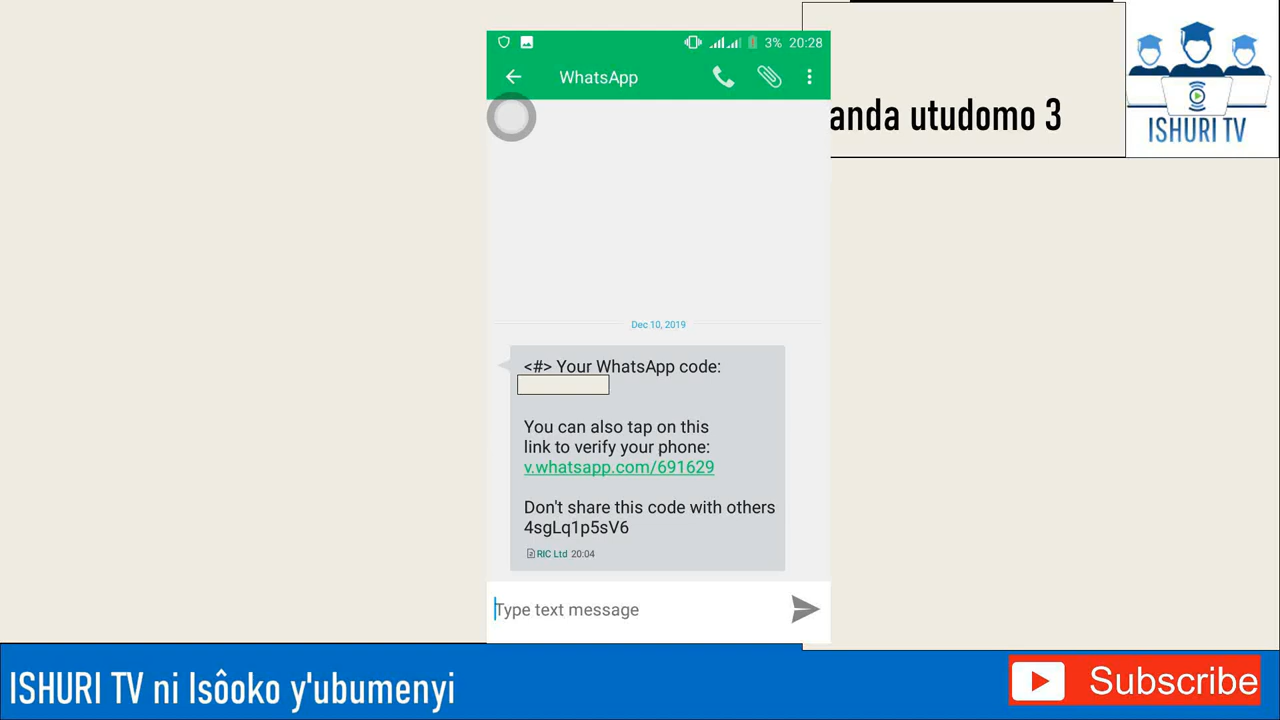 3% 20:28
WhatsApp
anda utudomo 3
ISHURI TV
Dec 10, 2019
<#> Your WhatsApp code:
You can also tap on this
link to verify your phone:
v.whatsapp.com/691629
Don't share this code with others
4sgLq1p5sV6
RIC Ltd 20:04
Type text message
ISHURI TV ni Isôoko y'ubumenyi
Subscribe